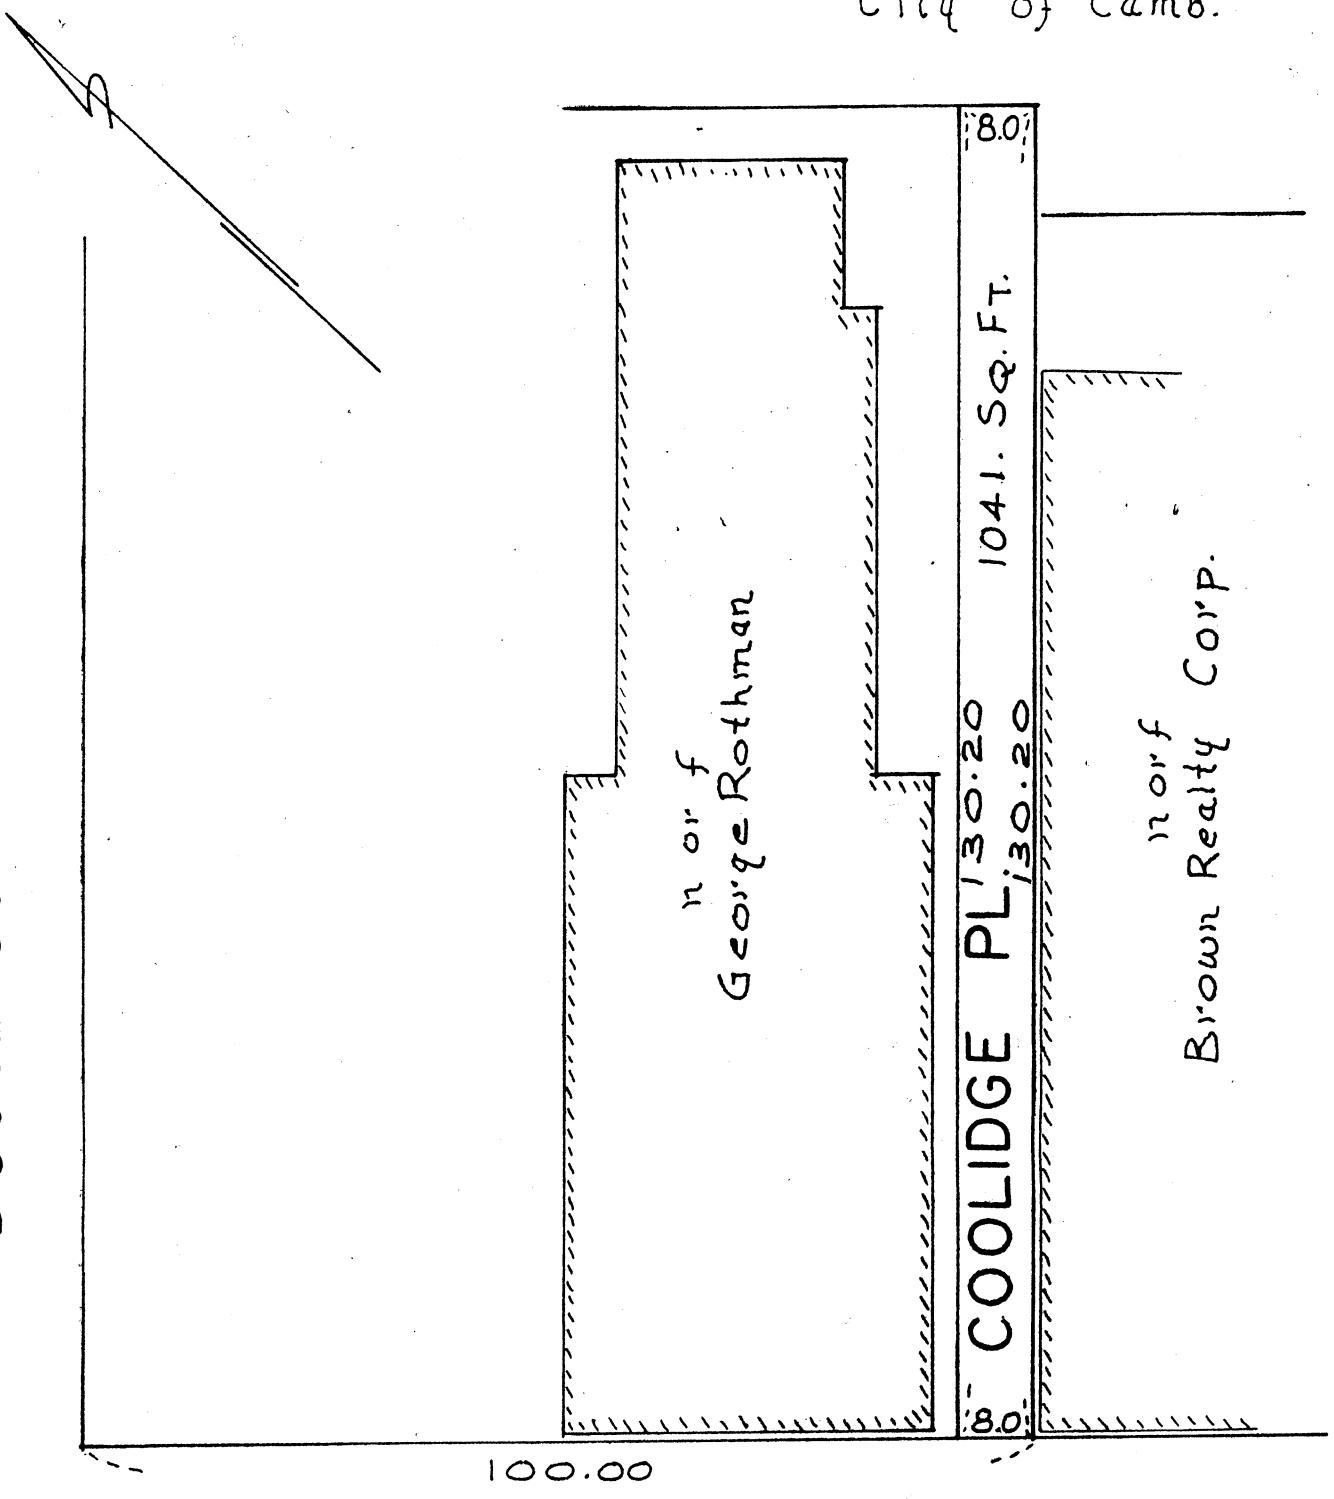 City of Camb.
8.0
1041. SQ. FT.
130.20
130.20
COOLIDGE PL.
n or f
George Rothman
n or f
Brown Realty Corp.
8.0
100.00